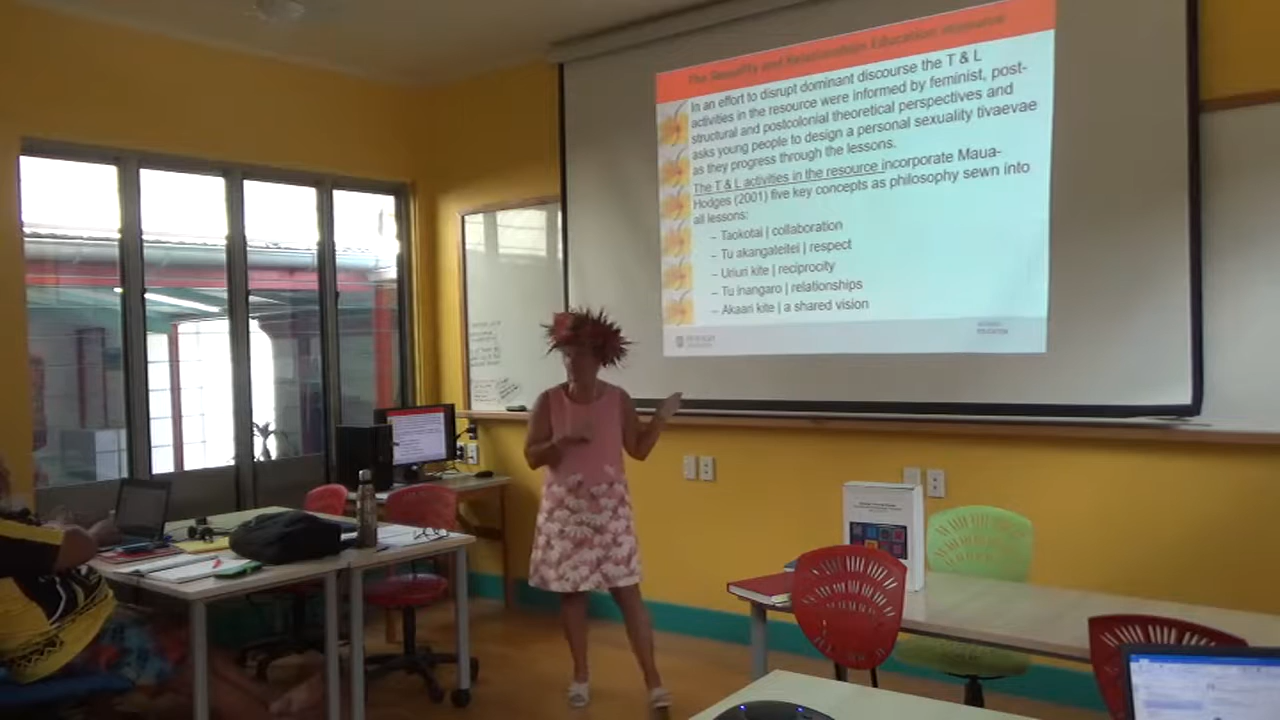 The Sexuality and Relationships Education resource
In an effort to disrupt dominant discourse the T & L
activities in the resource were informed by feminist, post-
structural and postcolonial theoretical perspectives and
asks young people to design a personal sexuality tivaevae
as they progress through the lessons.
The T & L activities in the resource incorporate Maua-
Hodges (2001) five key concepts as philosophy sewn into
all lessons:
– Taokotai | collaboration
– Tu akangateitei | respect
– Uriuri kite | reciprocity
– Tu inangaro | relationships
– Akaari kite | a shared vision
EDUCATION